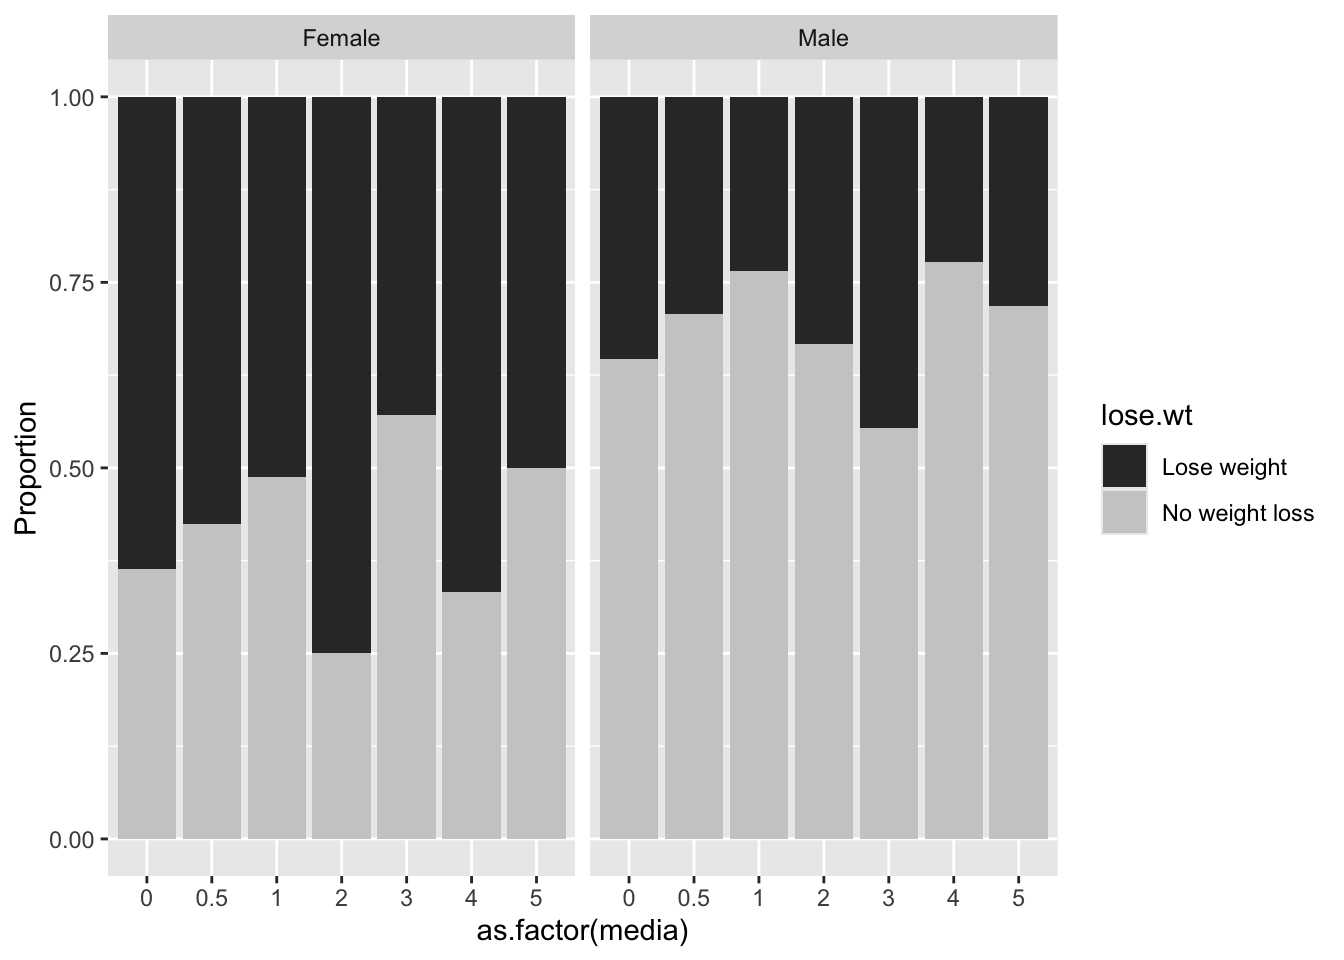 Female Male
1.00
0.75
0.50
0.25
0.00
Proportion
0 0.5 1 2 3 4 5 0 0.5 1 2 3 4 5
as.factor(media)
lose.wt
Lose weight
No weight loss